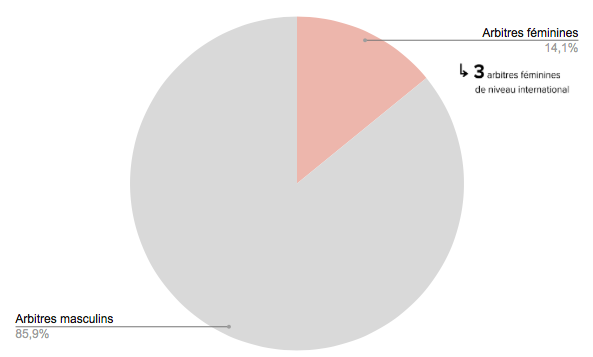 Arbitres féminines
14,1%
↳ 3 arbitres féminines
de niveau international
Arbitres masculins
85,9%